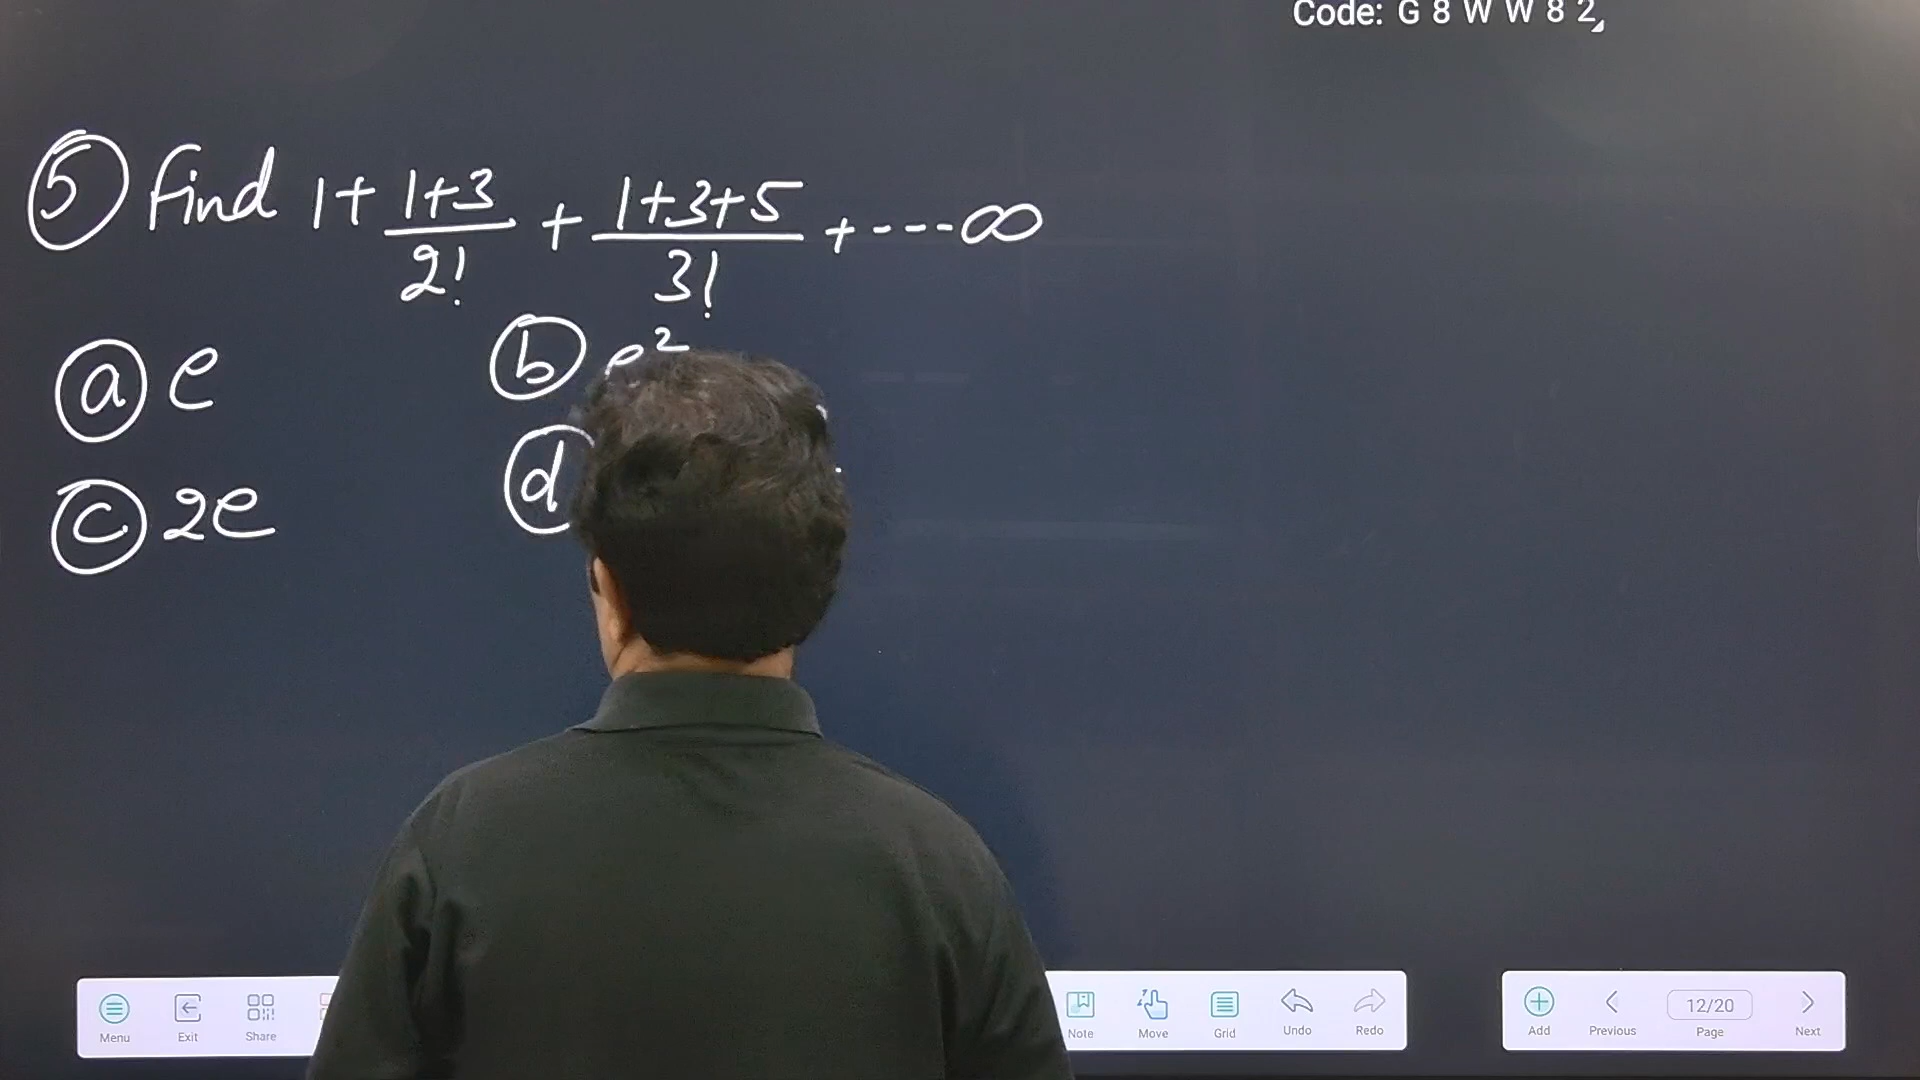 Code: G 8 W W 8 2
⑤ Find 1 + (1+3)/2! + (1+3+5)/3! + ---- ∞
ⓐ e ⓑ e²
ⓒ 2e ⓓ
Menu Exit Share Note Move Grid Undo Redo Add Previous 12/20 Page Next